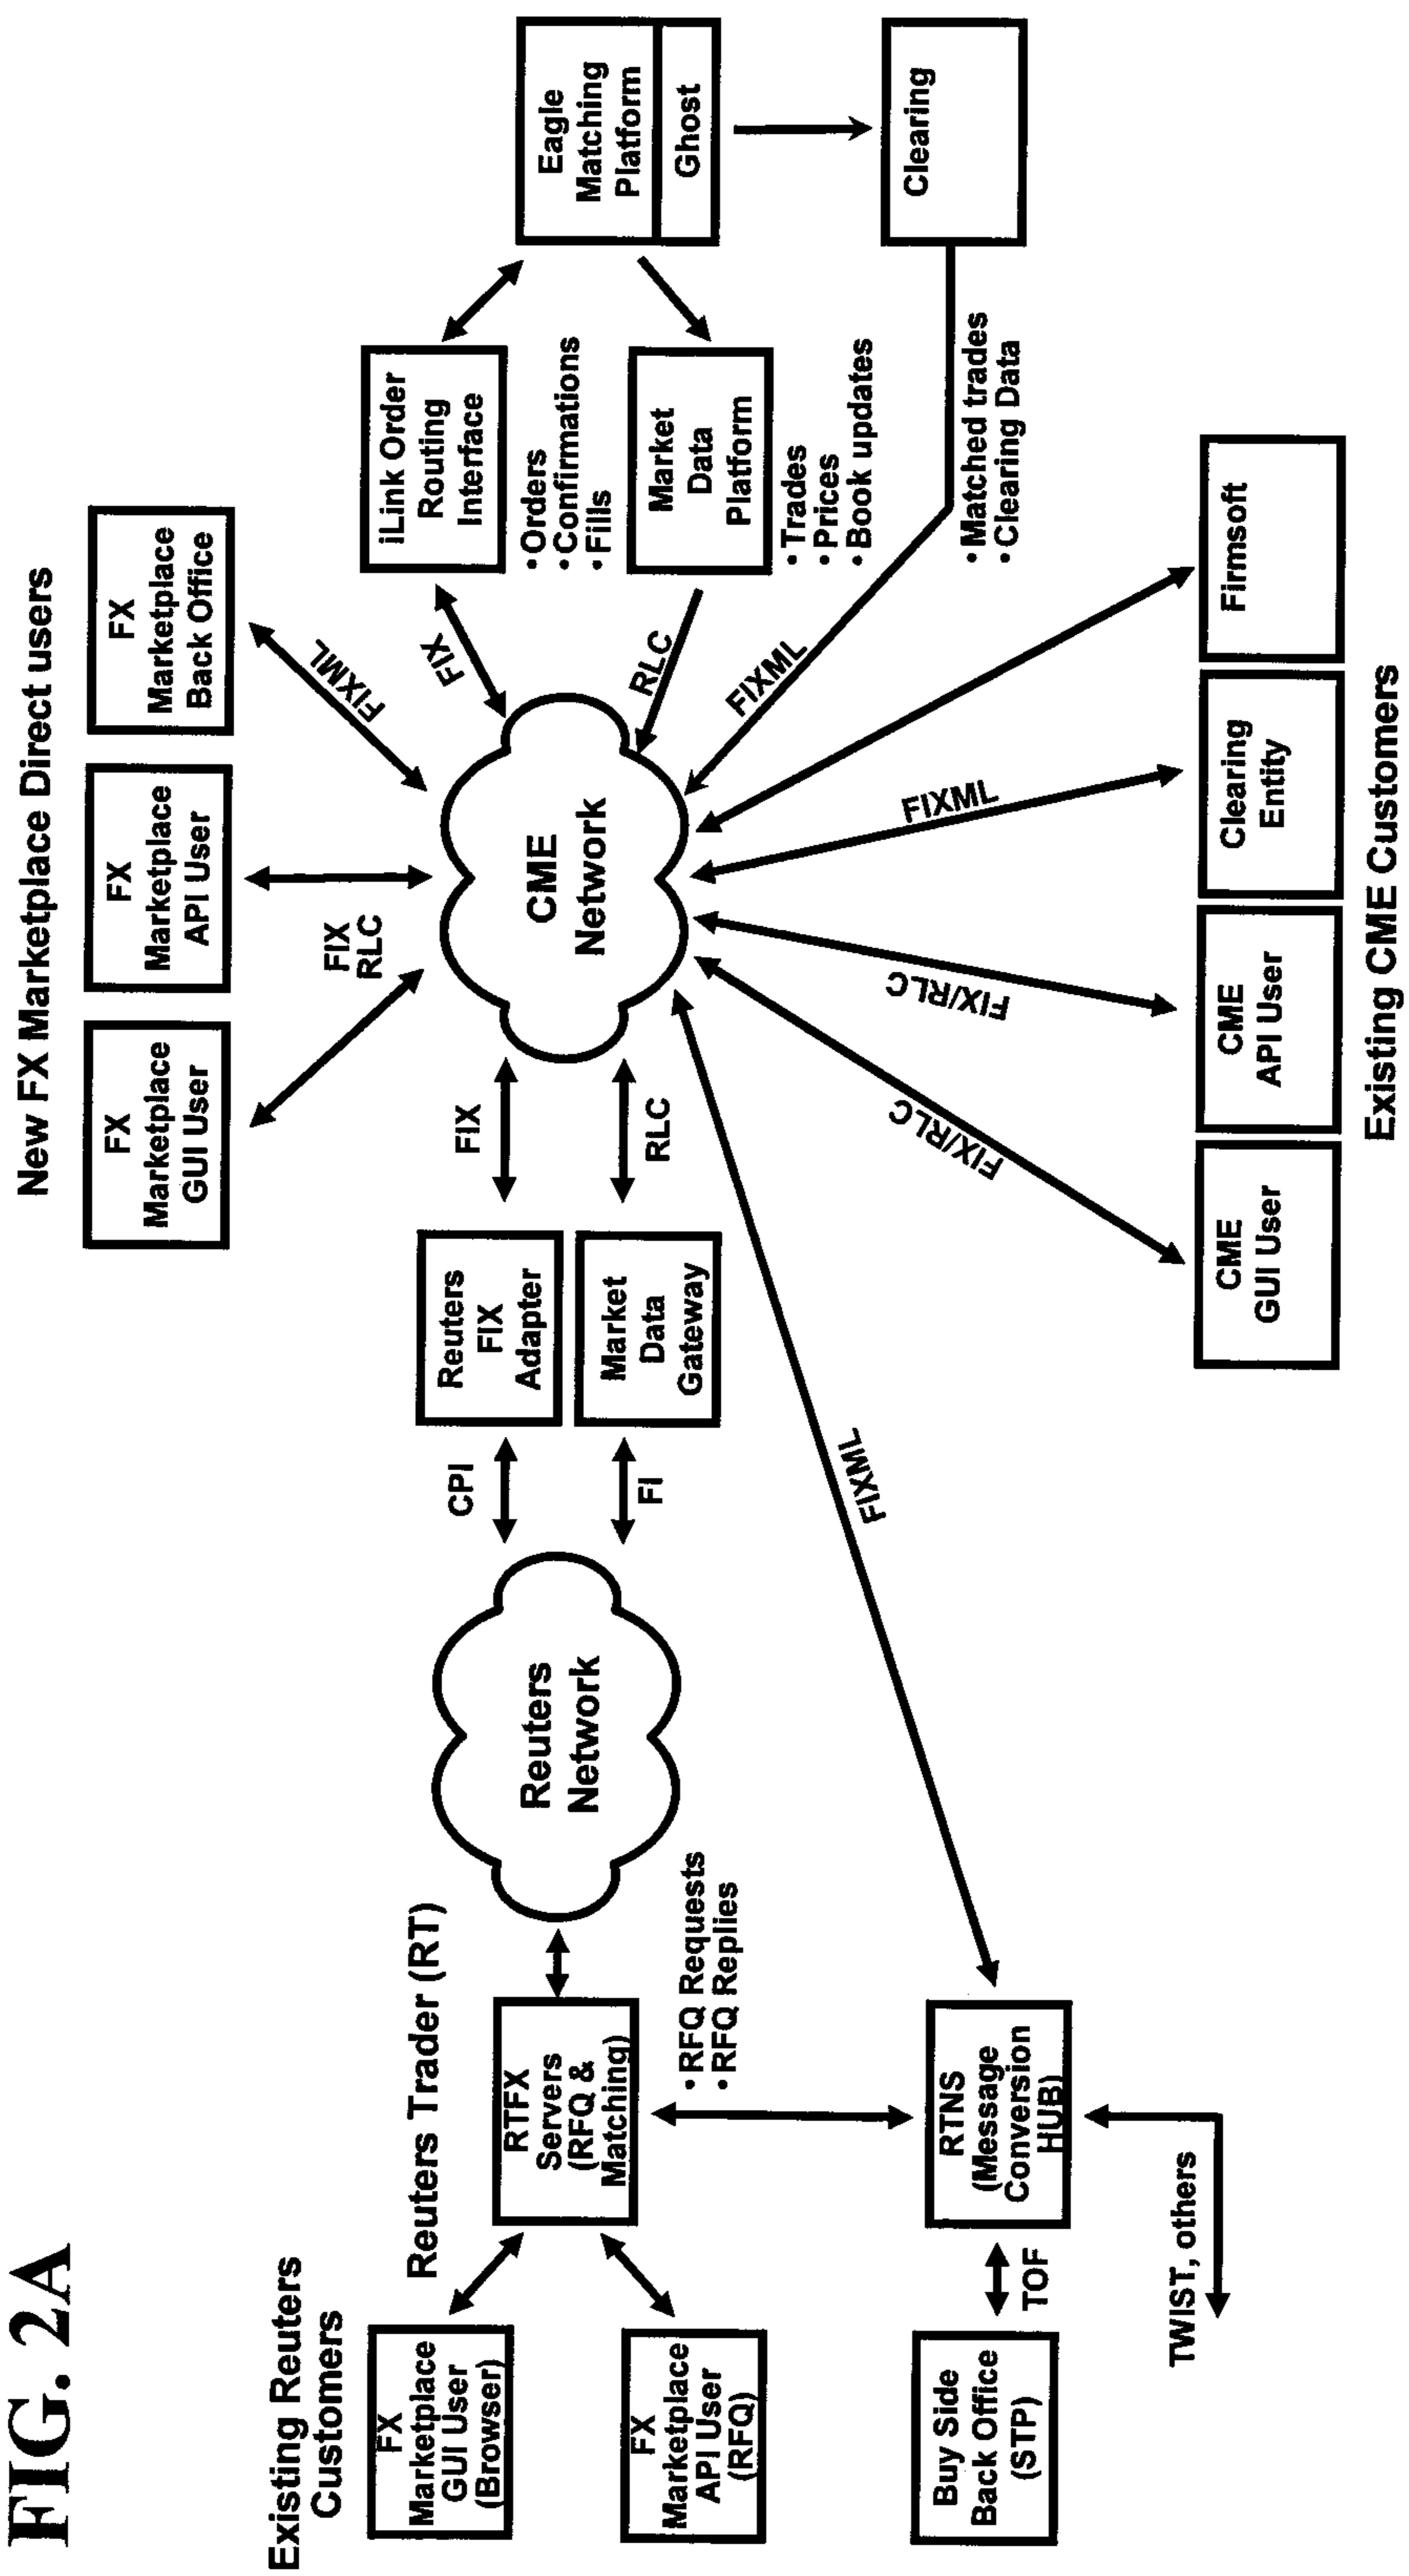 FIG. 2A
New FX Marketplace Direct users
FX
Marketplace
GUI User
FX
Marketplace
API User
FX
Marketplace
Back Office
FIX
RLC
FIXML
Existing Reuters
Customers
Reuters Trader (RT)
FX
Marketplace
GUI User
(Browser)
FX
Marketplace
API User
(RFQ)
RTFX
Servers
(RFQ &
Matching)
• RFQ Requests
• RFQ Replies
Reuters
Network
CPI
FI
Reuters
FIX
Adapter
Market
Data
Gateway
FIX
RLC
CME
Network
FIX
RLC
FIXML
iLink Order
Routing
Interface
• Orders
• Confirmations
• Fills
Market
Data
Platform
• Trades
• Prices
• Book updates
Eagle
Matching
Platform
Ghost
Clearing
• Matched trades
• Clearing Data
Buy Side
Back Office
(STP)
TOF
RTNS
(Message
Conversion
HUB)
TWIST, others
FIXML
FIX/RLC
FIX/RLC
FIXML
CME
GUI User
CME
API User
Clearing
Entity
Firmsoft
Existing CME Customers